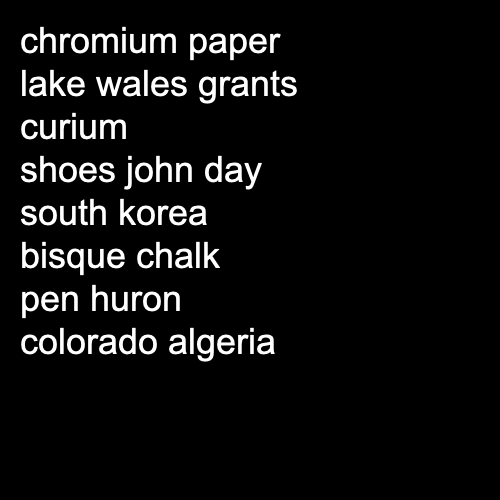 chromium paper
lake wales grants
curium
shoes john day
south korea
bisque chalk
pen huron
colorado algeria